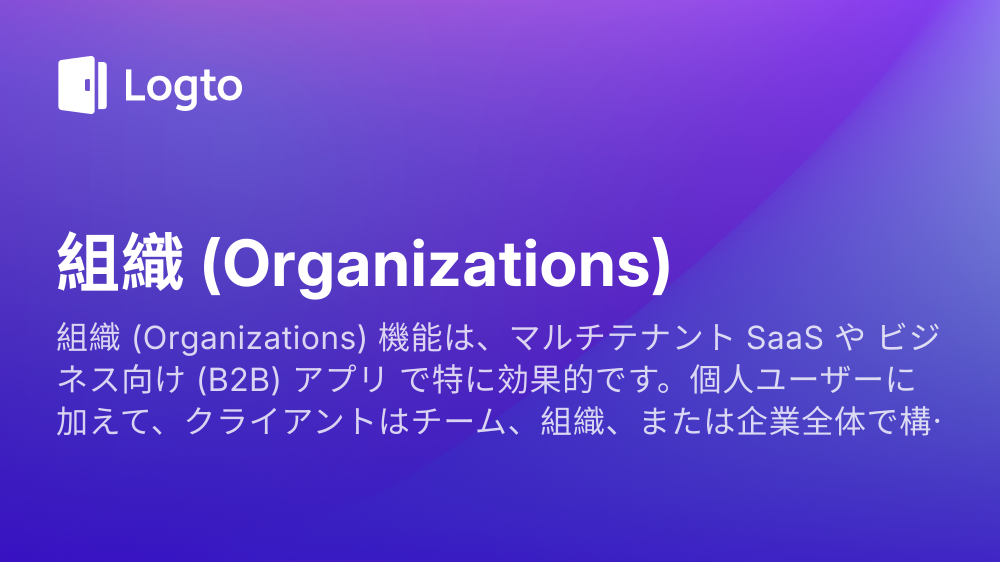 Logto
組織 (Organizations)
組織 (Organizations) 機能は、マルチテナント SaaS や ビジ
ネス向け (B2B) アプリ で特に効果的です。個人ユーザーに
加えて、クライアントはチーム、組織、または企業全体で構·